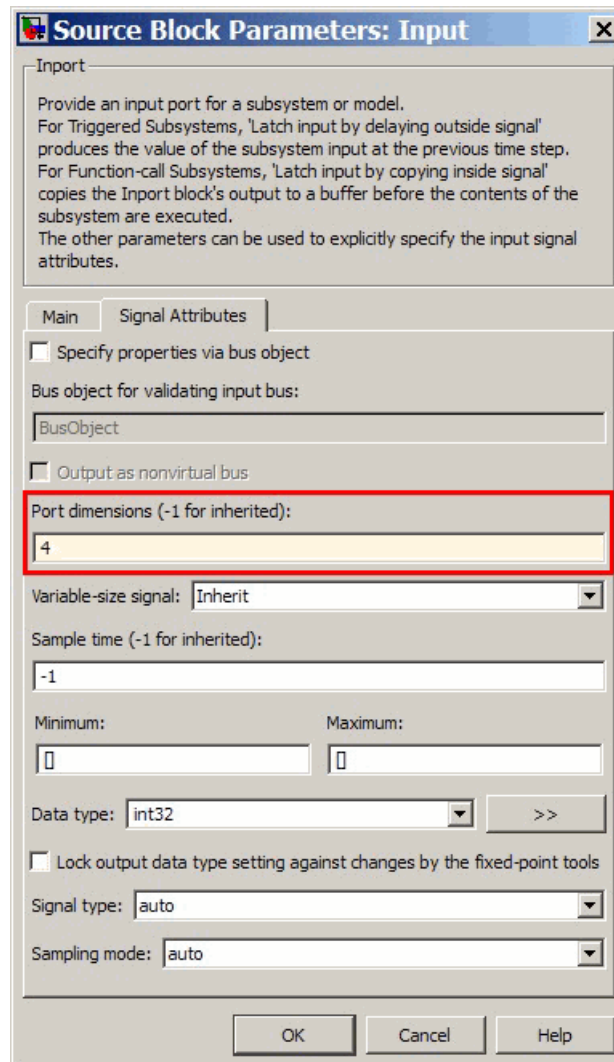 Source Block Parameters: Input
Inport
Provide an input port for a subsystem or model.
For Triggered Subsystems, 'Latch input by delaying outside signal'
produces the value of the subsystem input at the previous time step.
For Function-call Subsystems, 'Latch input by copying inside signal'
copies the Inport block's output to a buffer before the contents of the
subsystem are executed.
The other parameters can be used to explicitly specify the input signal
attributes.
Main Signal Attributes
Specify properties via bus object
Bus object for validating input bus:
BusObject
Output as nonvirtual bus
Port dimensions (-1 for inherited):
4
Variable-size signal: Inherit
Sample time (-1 for inherited):
-1
Minimum: Maximum:
[] []
Data type: int32 >>
Lock output data type setting against changes by the fixed-point tools
Signal type: auto
Sampling mode: auto
OK Cancel Help